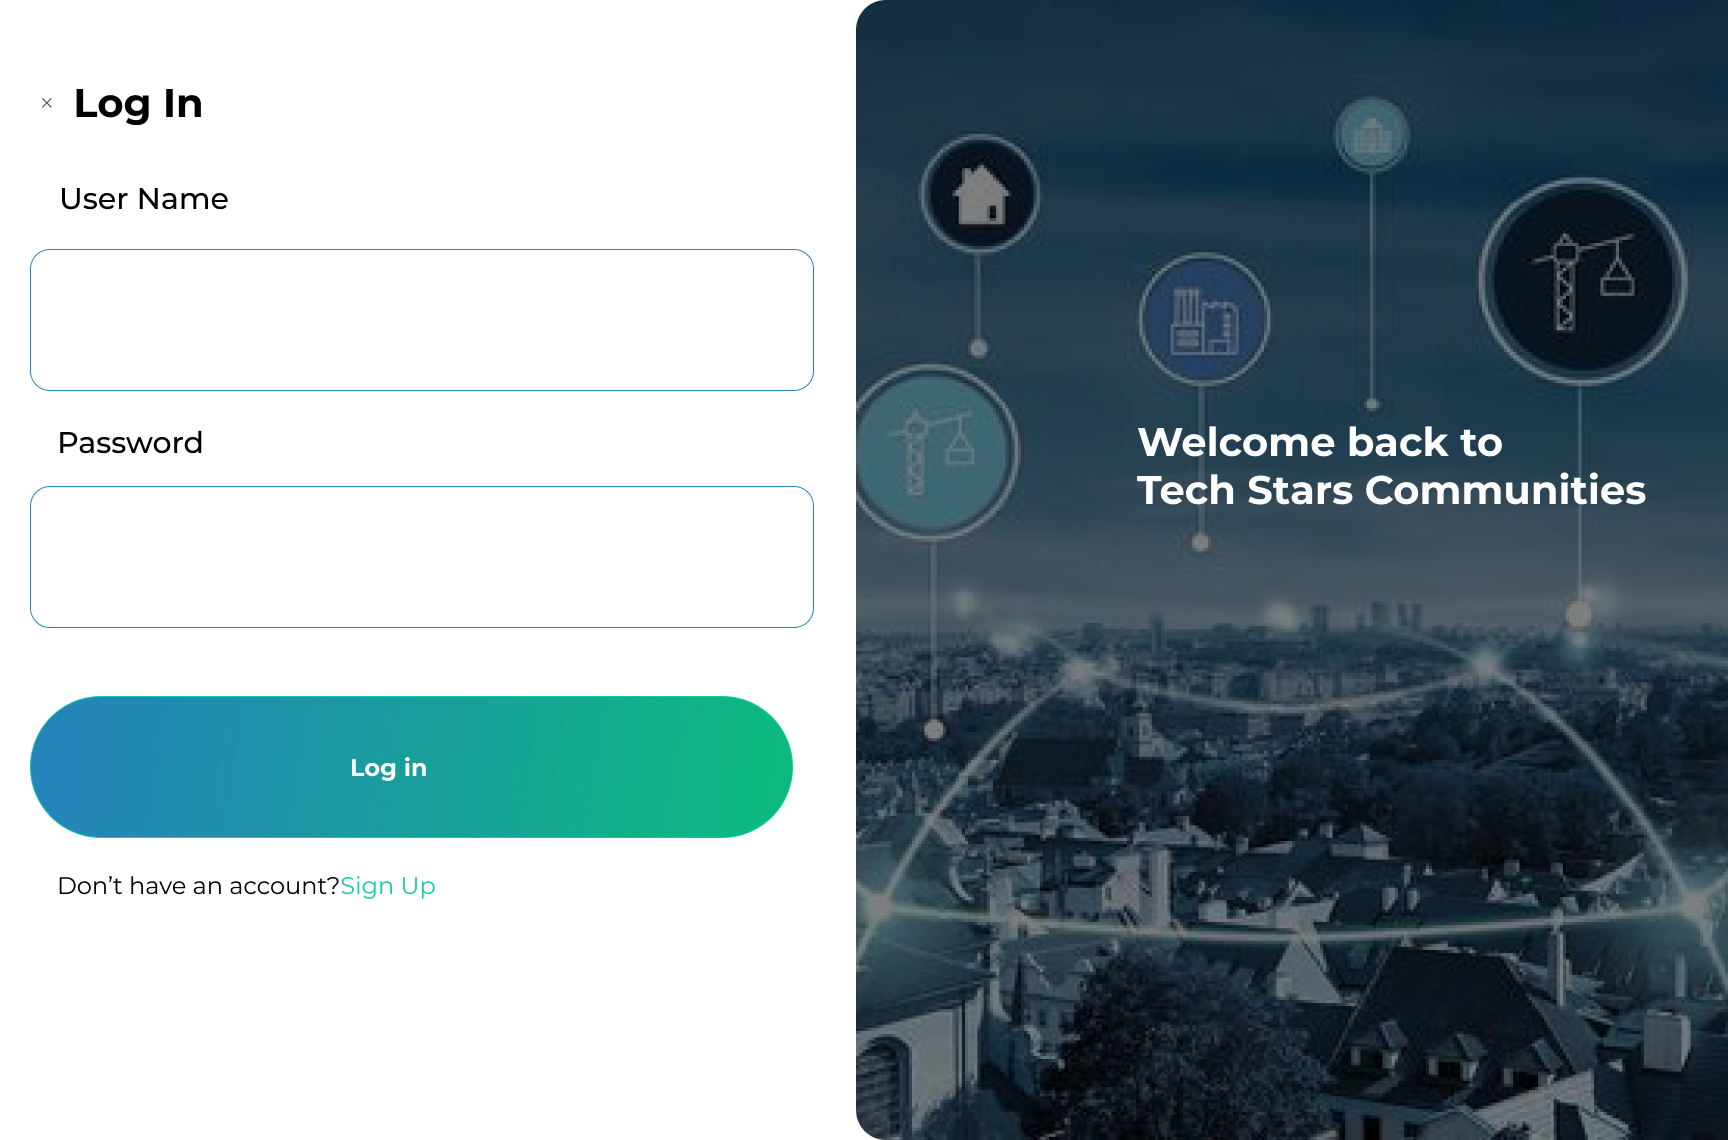 Log In
User Name
Password
Log in
Don’t have an account?Sign Up
Welcome back to
Tech Stars Communities